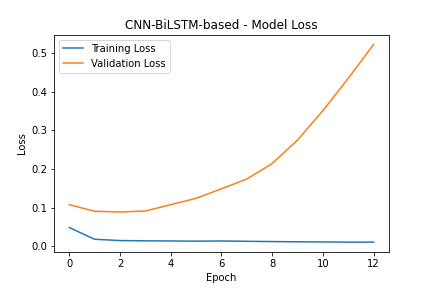 CNN-BiLSTM-based - Model Loss
Training Loss
Validation Loss
Loss
0.5
0.4
0.3
0.2
0.1
0.0
0 2 4 6 8 10 12
Epoch